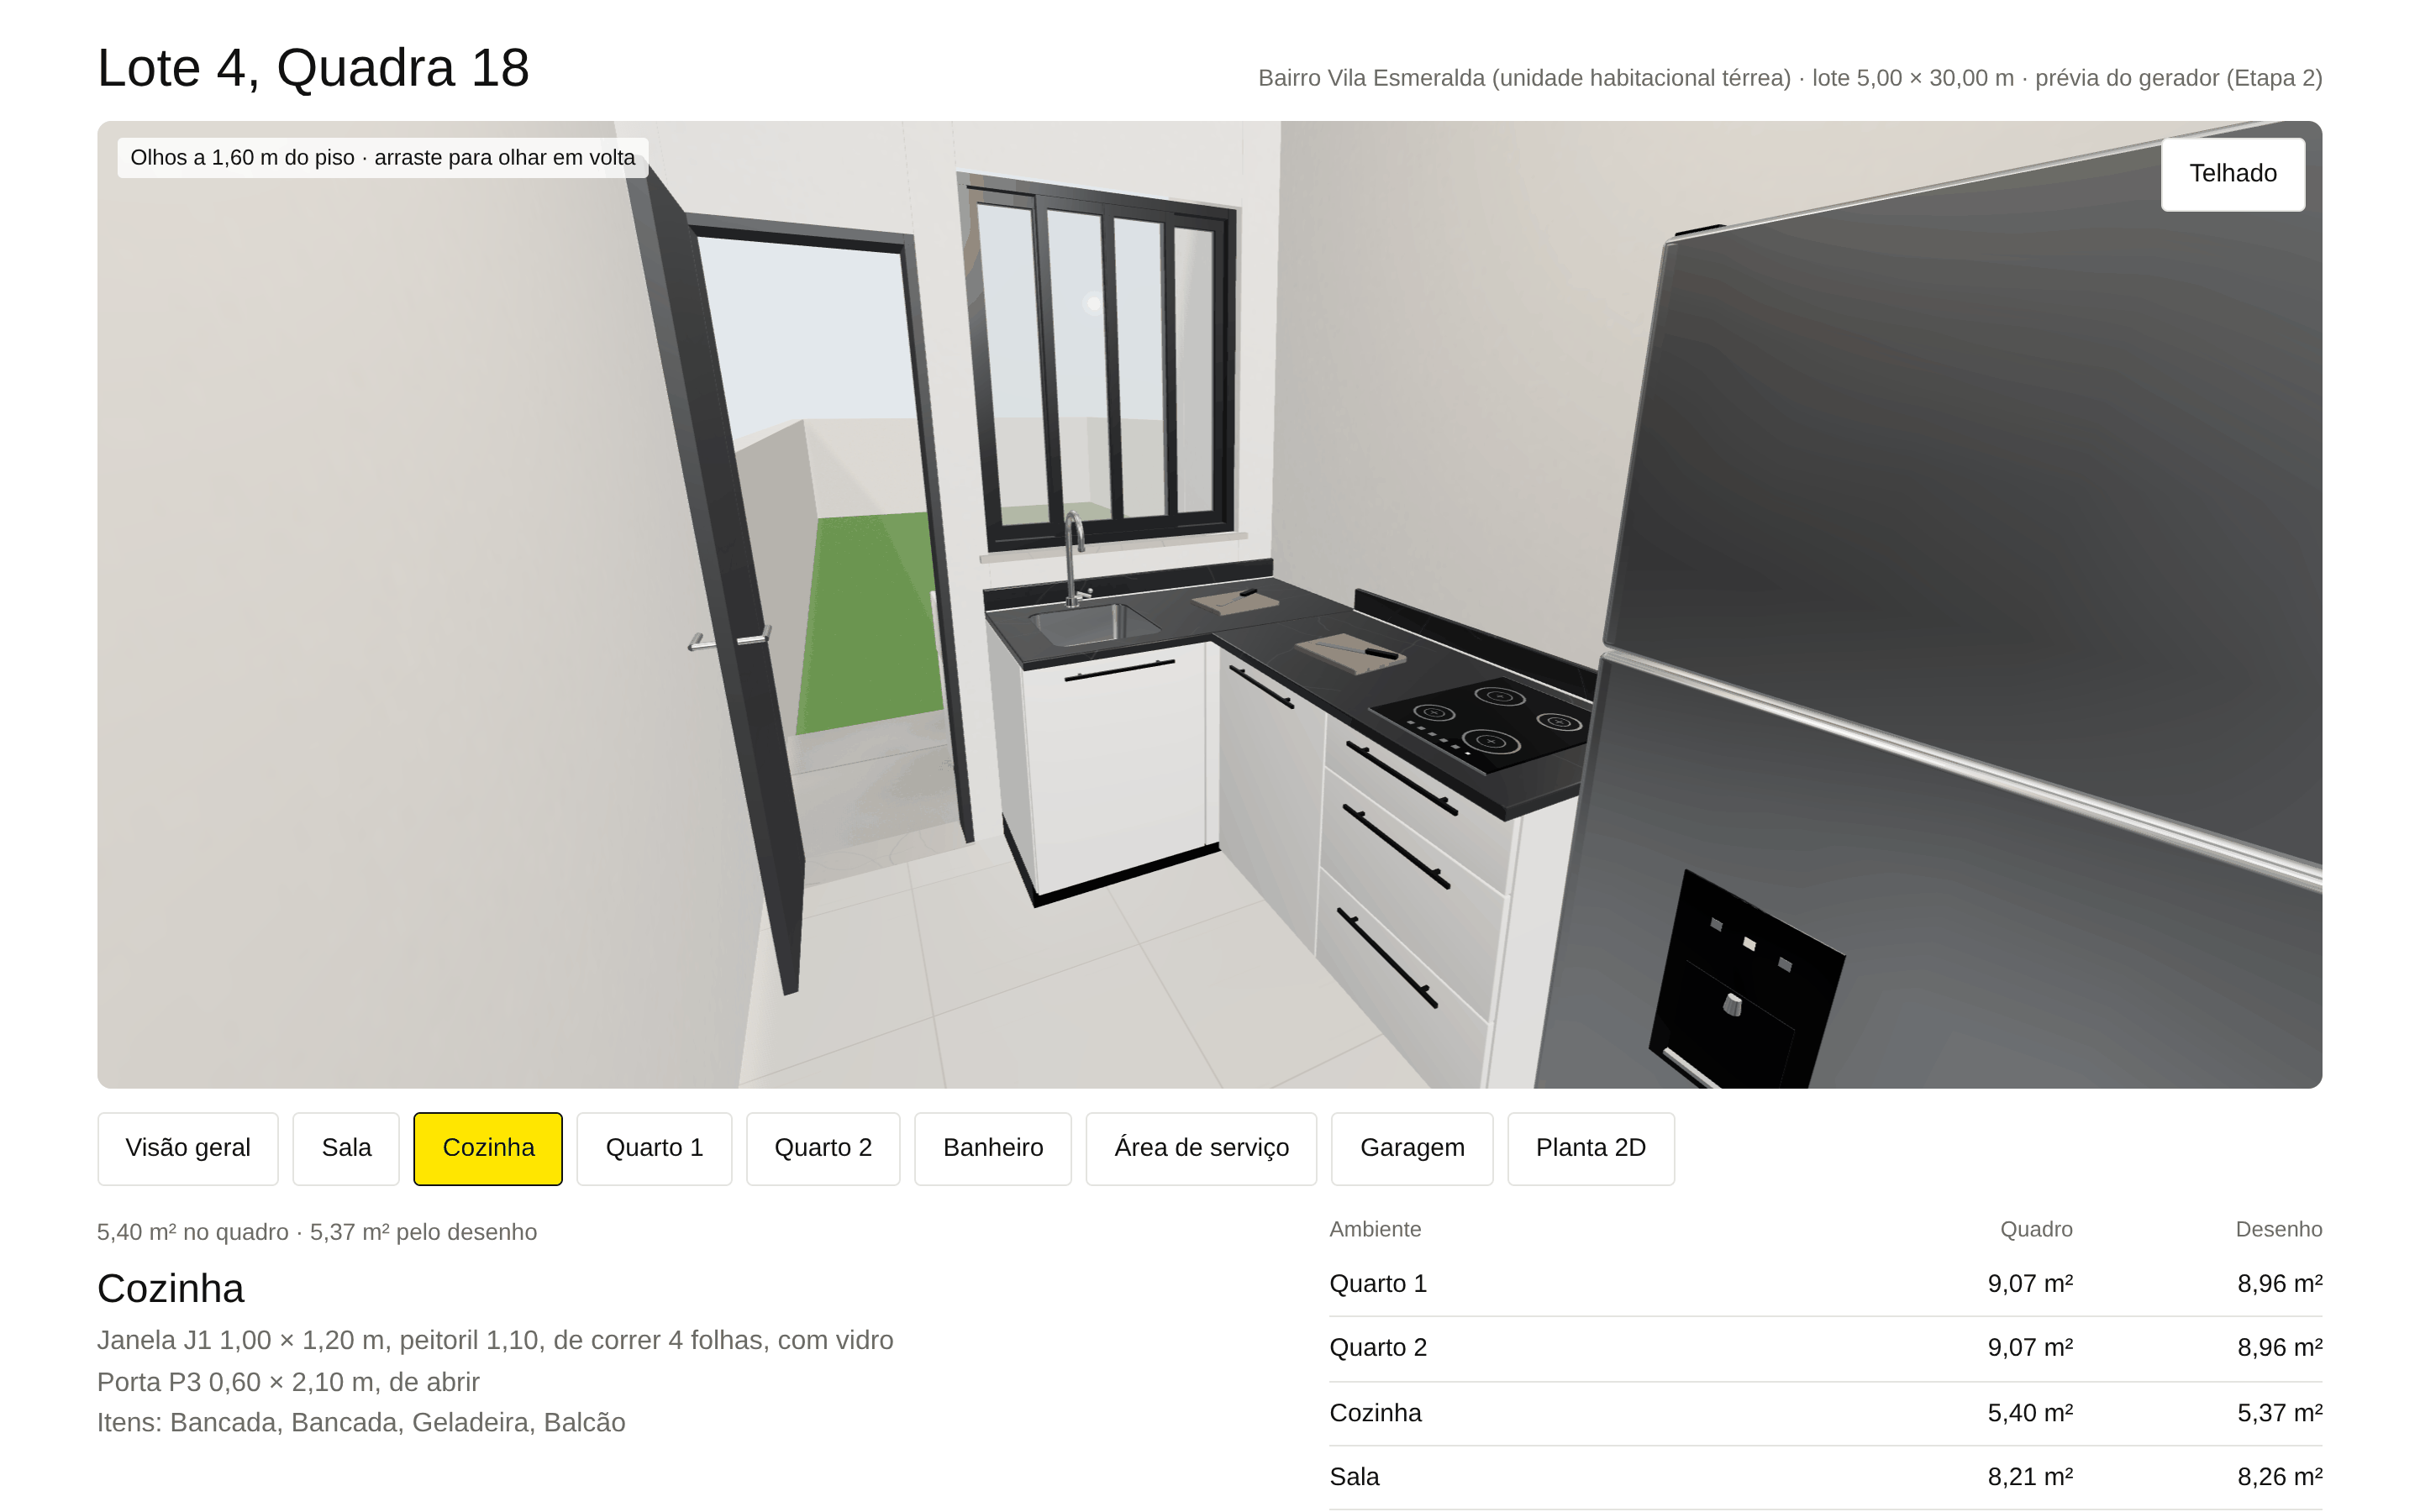 Lote 4, Quadra 18
Bairro Vila Esmeralda (unidade habitacional térrea) · lote 5,00 × 30,00 m · prévia do gerador (Etapa 2)
Olhos a 1,60 m do piso · arraste para olhar em volta
Telhado
Visão geral
Sala
Cozinha
Quarto 1
Quarto 2
Banheiro
Área de serviço
Garagem
Planta 2D
5,40 m² no quadro · 5,37 m² pelo desenho
Cozinha
Janela J1 1,00 × 1,20 m, peitoril 1,10, de correr 4 folhas, com vidro
Porta P3 0,60 × 2,10 m, de abrir
Itens: Bancada, Bancada, Geladeira, Balcão
Ambiente Quadro Desenho
Quarto 1 9,07 m² 8,96 m²
Quarto 2 9,07 m² 8,96 m²
Cozinha 5,40 m² 5,37 m²
Sala 8,21 m² 8,26 m²